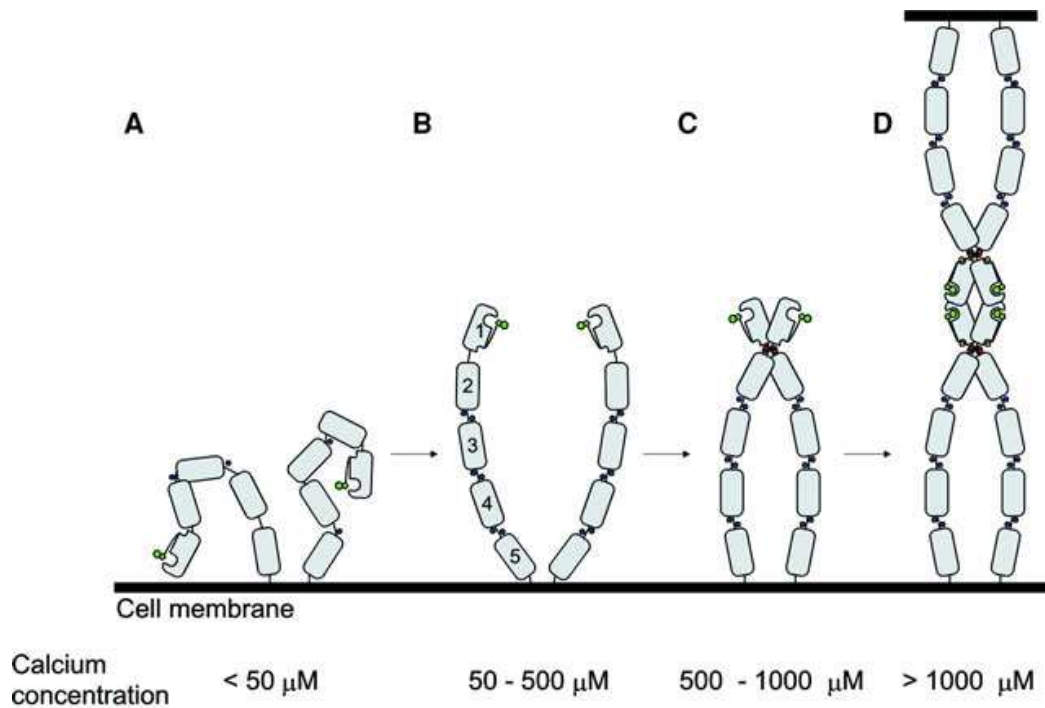 A
B
C
D
1
2
3
4
5
Cell membrane
Calcium
concentration
< 50 μM
50 - 500 μM
500 - 1000 μM
> 1000 μM